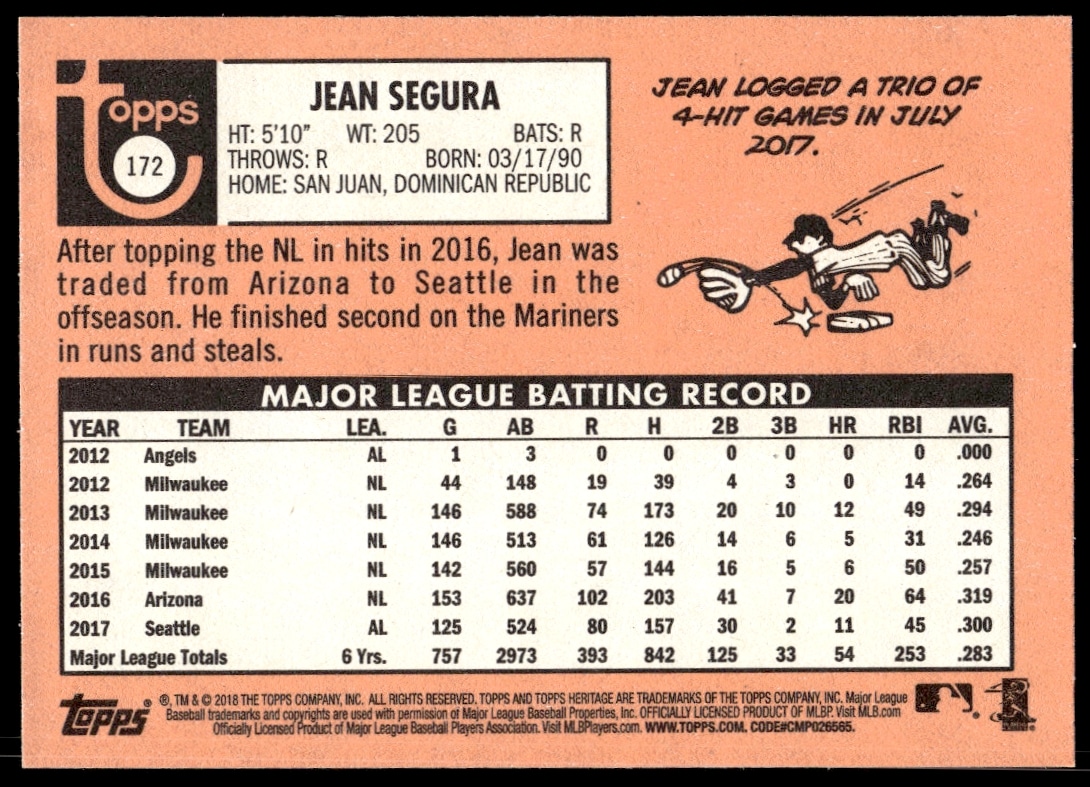 topps
172
JEAN SEGURA
HT: 5'10" WT: 205 BATS: R
THROWS: R BORN: 03/17/90
HOME: SAN JUAN, DOMINICAN REPUBLIC
JEAN LOGGED A TRIO OF
4-HIT GAMES IN JULY
2017.
After topping the NL in hits in 2016, Jean was
traded from Arizona to Seattle in the
offseason. He finished second on the Mariners
in runs and steals.
MAJOR LEAGUE BATTING RECORD
YEAR TEAM LEA. G AB R H 2B 3B HR RBI AVG.
2012 Angels AL 1 3 0 0 0 0 0 0 .000
2012 Milwaukee NL 44 148 19 39 4 3 0 14 .264
2013 Milwaukee NL 146 588 74 173 20 10 12 49 .294
2014 Milwaukee NL 146 513 61 126 14 6 5 31 .246
2015 Milwaukee NL 142 560 57 144 16 5 6 50 .257
2016 Arizona NL 153 637 102 203 41 7 20 64 .319
2017 Seattle AL 125 524 80 157 30 2 11 45 .300
Major League Totals 6 Yrs. 757 2973 393 842 125 33 54 253 .283
topps® ®, TM & © 2018 THE TOPPS COMPANY, INC. ALL RIGHTS RESERVED. TOPPS AND TOPPS HERITAGE ARE TRADEMARKS OF THE TOPPS COMPANY, INC. Major League
Baseball trademarks and copyrights are used with permission of Major League Baseball Properties, Inc. OFFICIALLY LICENSED PRODUCT OF MLBP. Visit MLB.com
Officially Licensed Product of Major League Baseball Players Association. Visit MLBPlayers.com. WWW.TOPPS.COM. CODE#CMP026565.